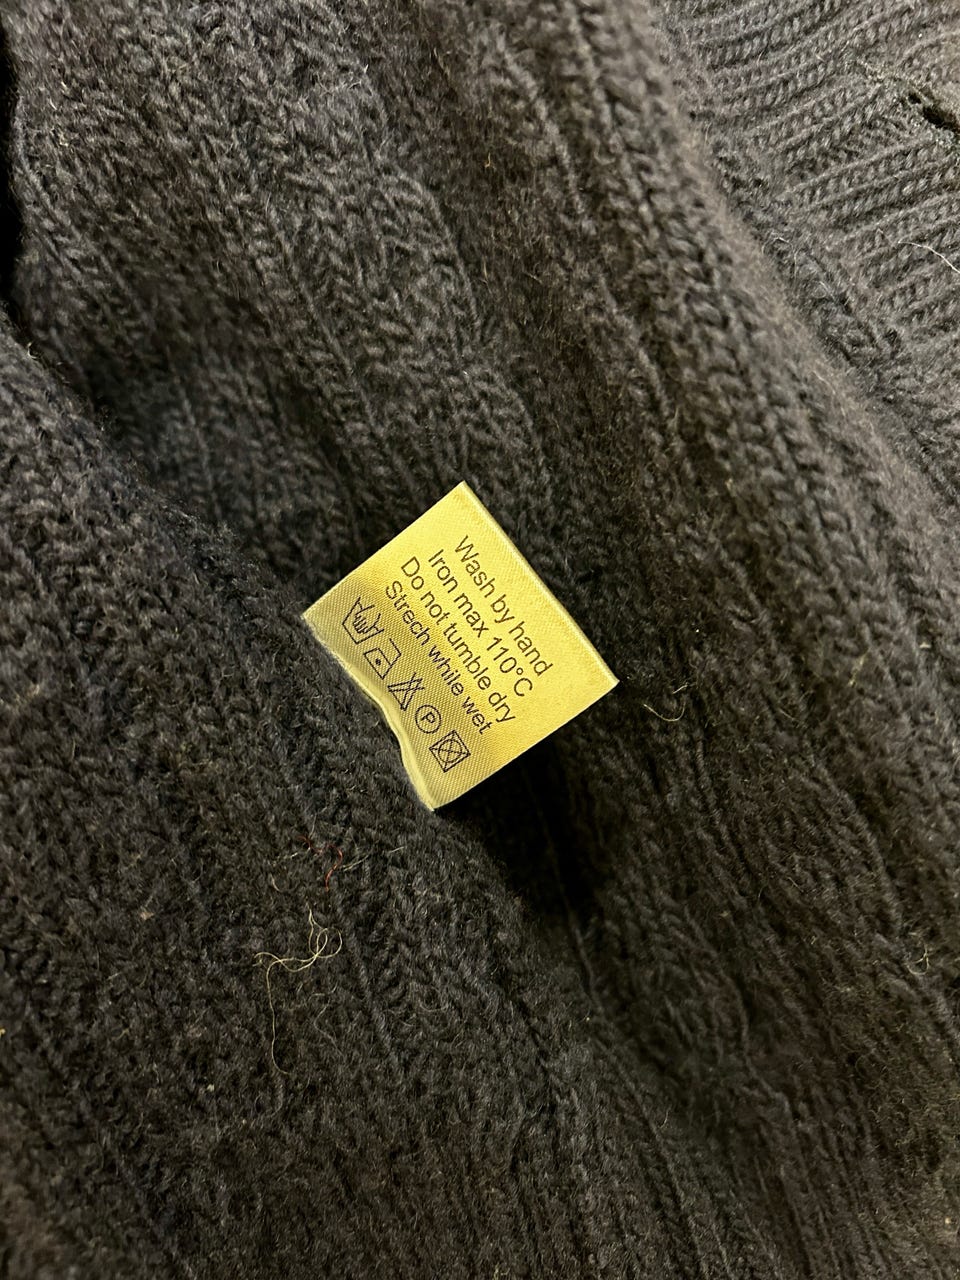 Wash by hand
Iron max 110°C
Do not tumble dry
Strech while wet
P